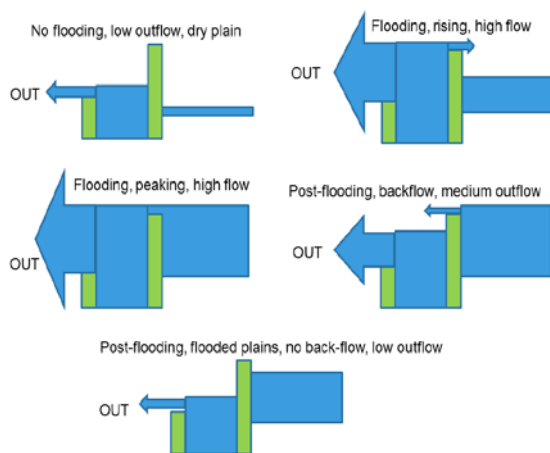 No flooding, low outflow, dry plain
OUT
Flooding, rising, high flow
OUT
Flooding, peaking, high flow
OUT
Post-flooding, backflow, medium outflow
OUT
Post-flooding, flooded plains, no back-flow, low outflow
OUT